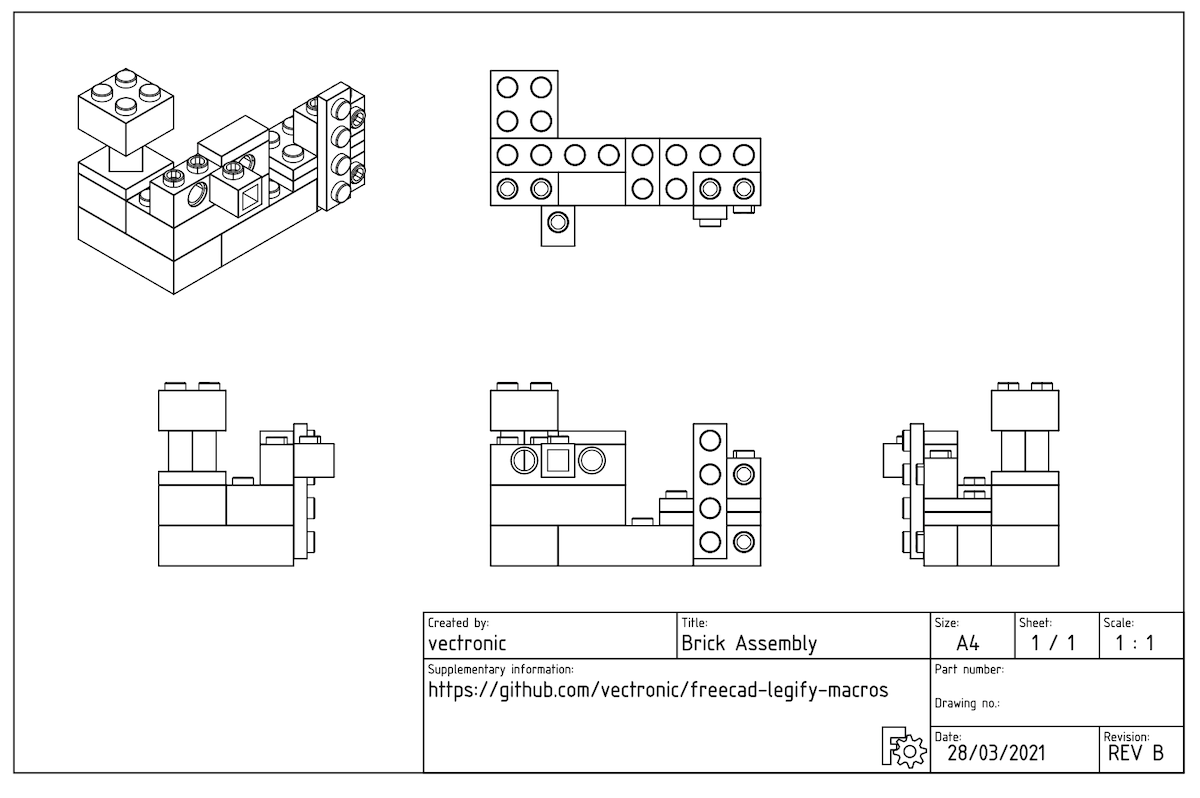 Created by:
vectronic
Title:
Brick Assembly
Size:
A4
Sheet:
1 / 1
Scale:
1 : 1
Supplementary information:
https://github.com/vectronic/freecad-legify-macros
Part number:
Drawing no.:
Date:
28/03/2021
Revision:
REV B